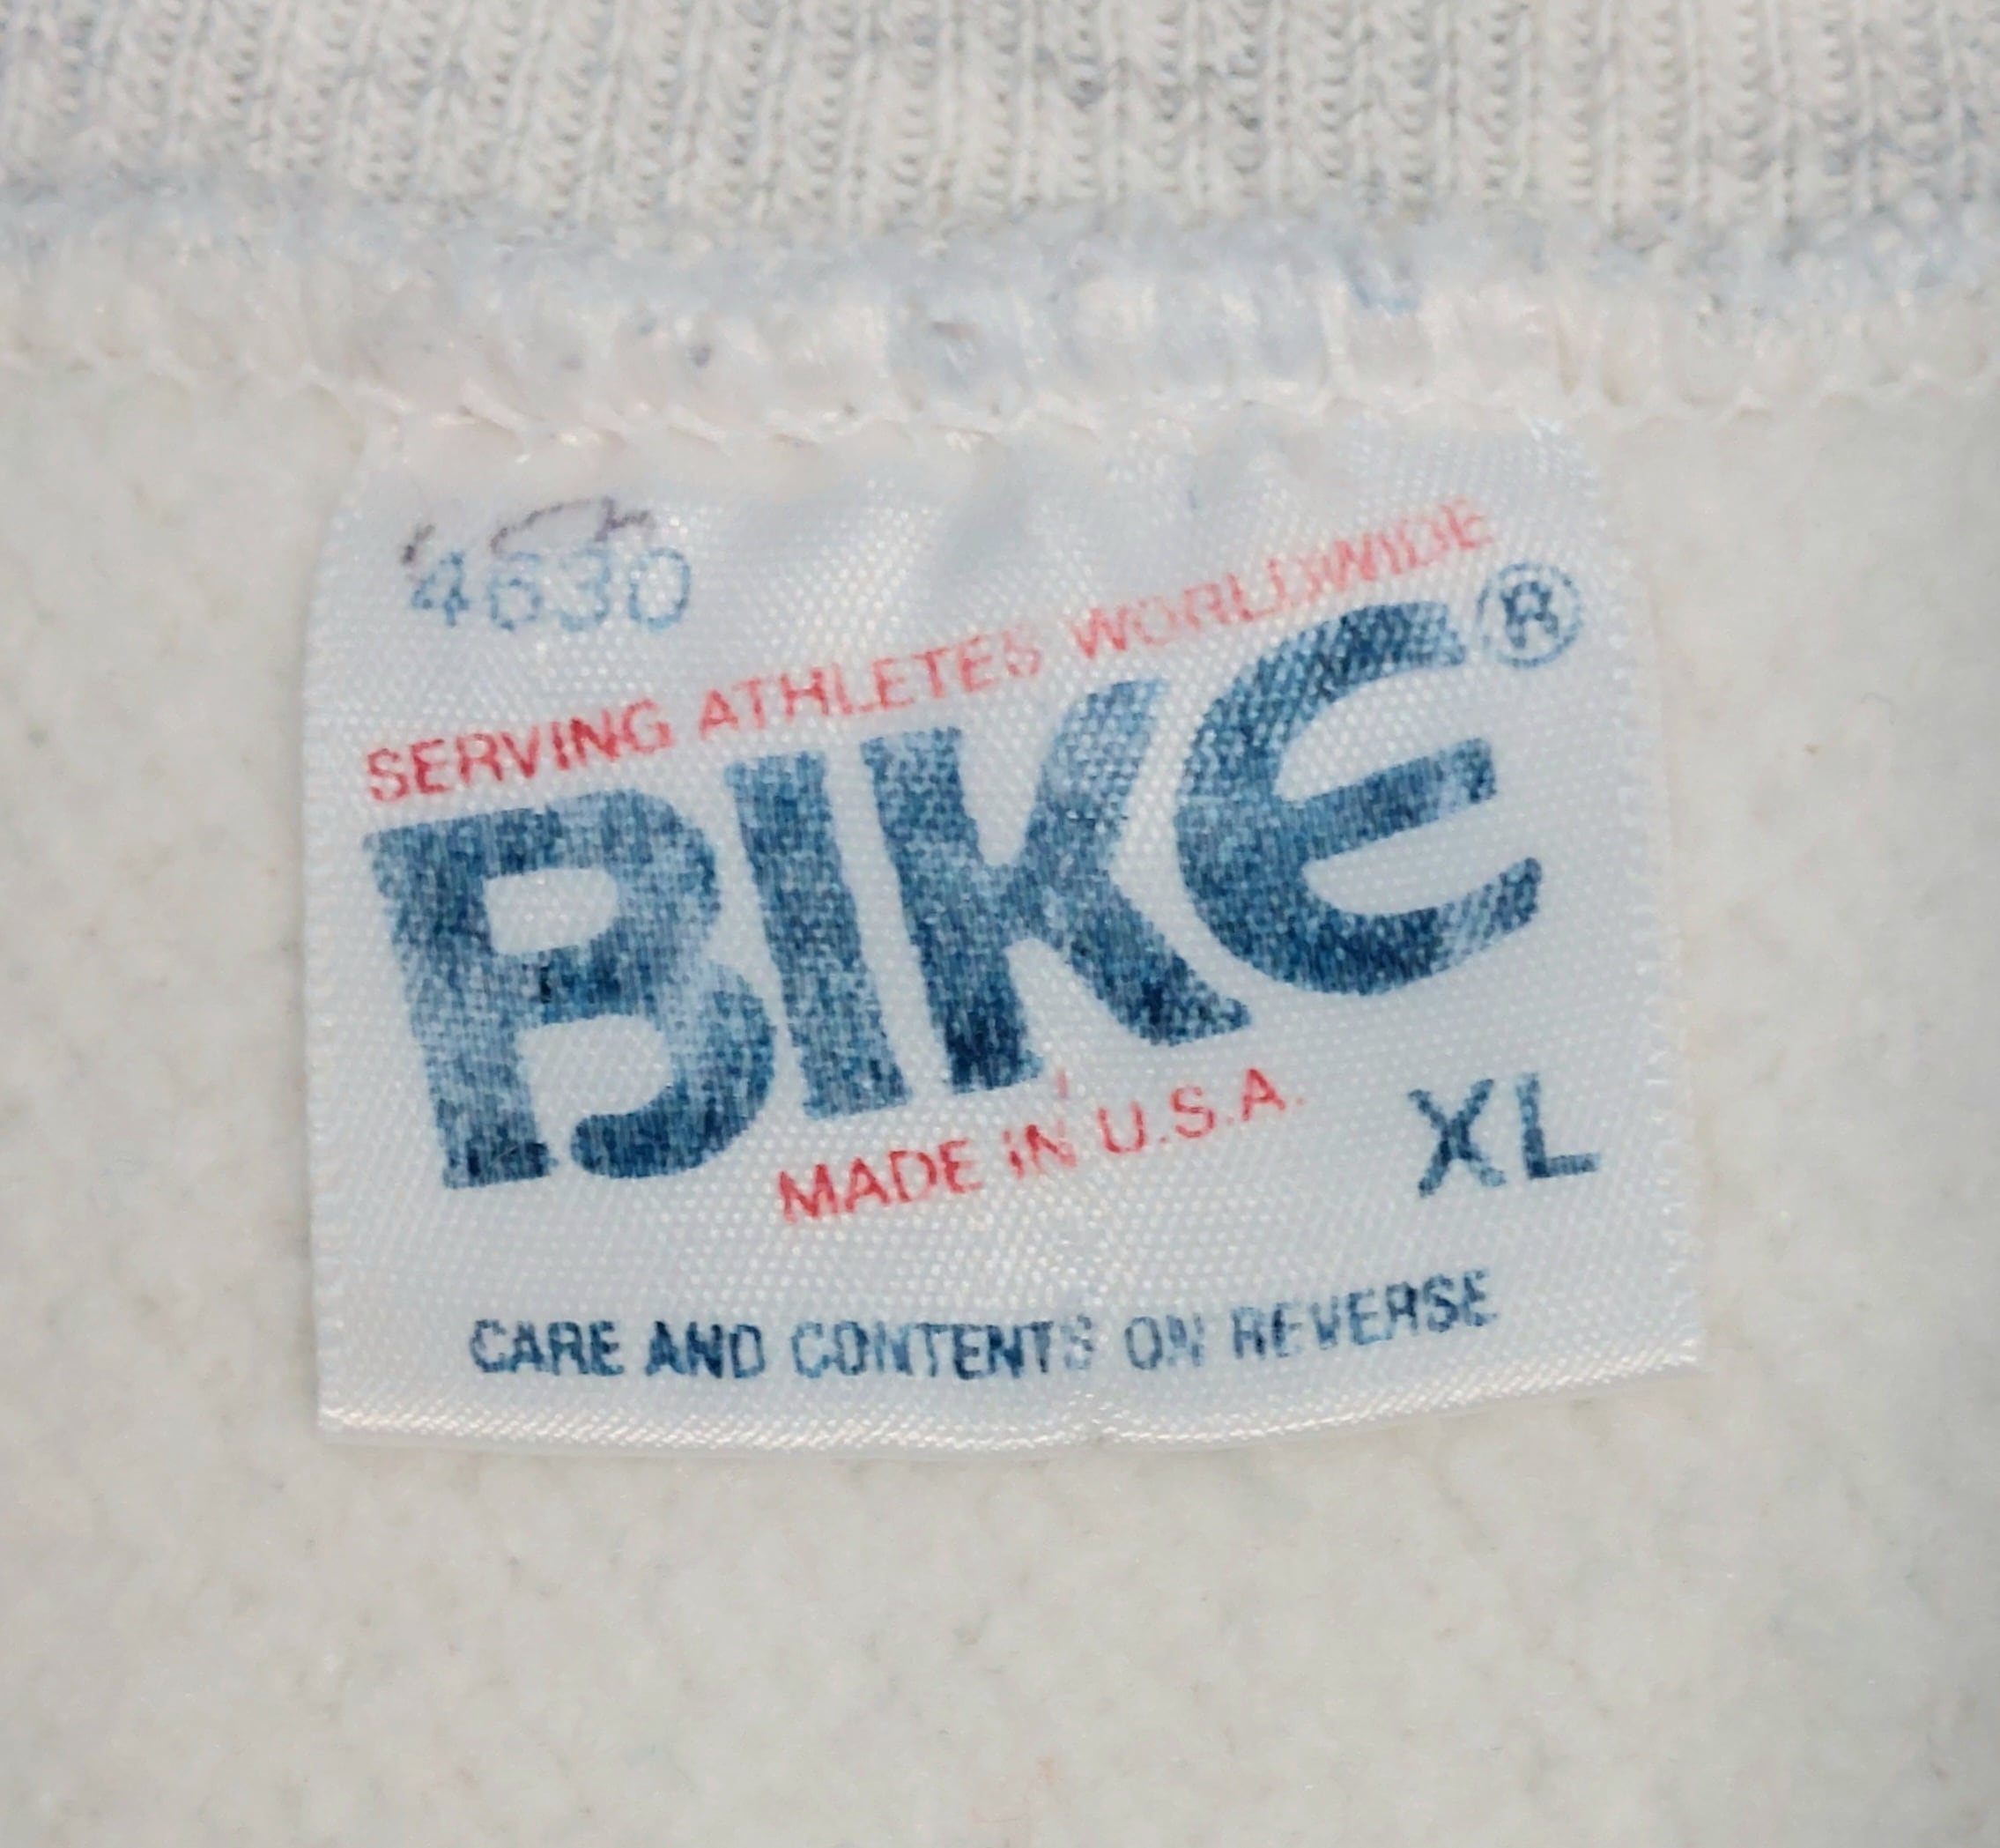 4630
SERVING ATHLETES WORLDWIDE
BIKE®
MADE IN U.S.A.
XL
CARE AND CONTENTS ON REVERSE